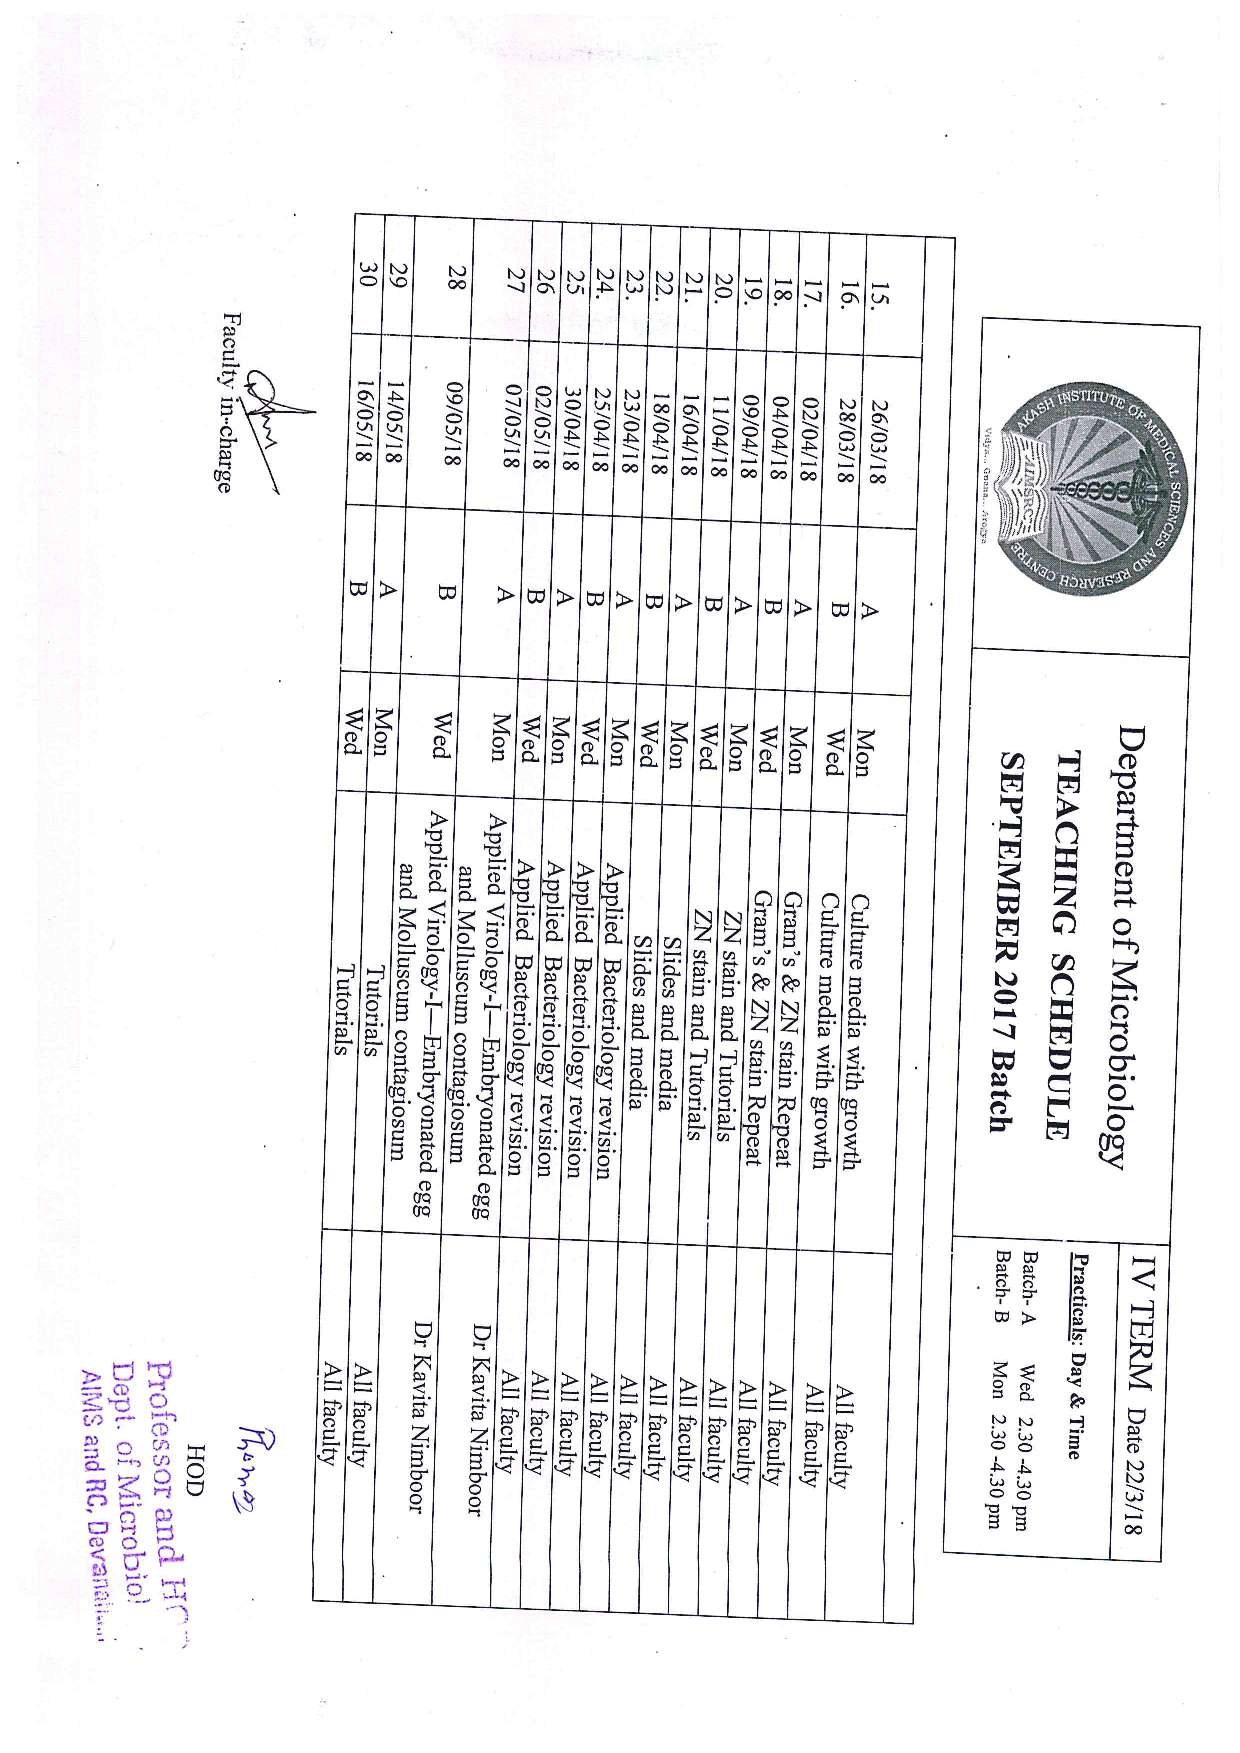 AKASH INSTITUTE OF MEDICAL SCIENCES AND RESEARCH CENTRE
AIMSRC
Vidya... Gnana... Arogya
Department of Microbiology
TEACHING SCHEDULE
SEPTEMBER 2017 Batch
IV TERM Date 22/3/18
Practicals: Day & Time
Batch- A Wed 2.30 -4.30 pm
Batch- B Mon 2.30 -4.30 pm
15. 26/03/18 A Mon Culture media with growth All faculty
16. 28/03/18 B Wed Culture media with growth All faculty
17. 02/04/18 A Mon Gram's & ZN stain Repeat All faculty
18. 04/04/18 B Wed Gram's & ZN stain Repeat All faculty
19. 09/04/18 A Mon ZN stain and Tutorials All faculty
20. 11/04/18 B Wed ZN stain and Tutorials All faculty
21. 16/04/18 A Mon Slides and media All faculty
22. 18/04/18 B Wed Slides and media All faculty
23. 23/04/18 A Mon Applied Bacteriology revision All faculty
24. 25/04/18 B Wed Applied Bacteriology revision All faculty
25 30/04/18 A Mon Applied Bacteriology revision All faculty
26 02/05/18 B Wed Applied Bacteriology revision All faculty
27 07/05/18 A Mon Applied Virology-I—Embryonated egg
and Molluscum contagiosum Dr Kavita Nimboor
28 09/05/18 B Wed Applied Virology-I—Embryonated egg
and Molluscum contagiosum Dr Kavita Nimboor
29 14/05/18 A Mon Tutorials All faculty
30 16/05/18 B Wed Tutorials All faculty
Faculty in-charge
HOD
Professor and
Dept. of Microbiol
AIMS and RC,